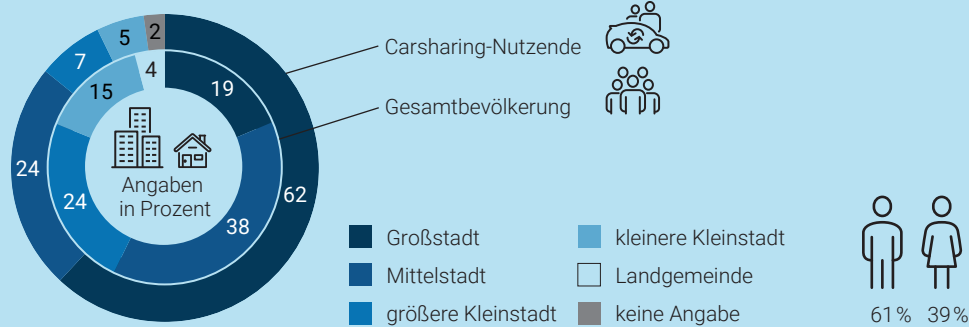 5
2
7
4
Carsharing-Nutzende
15
19
Gesamtbevölkerung
24
Angaben
in Prozent
24
38
62
Großstadt
kleinere Kleinstadt
Mittelstadt
Landgemeinde
größere Kleinstadt
keine Angabe
61% 39%